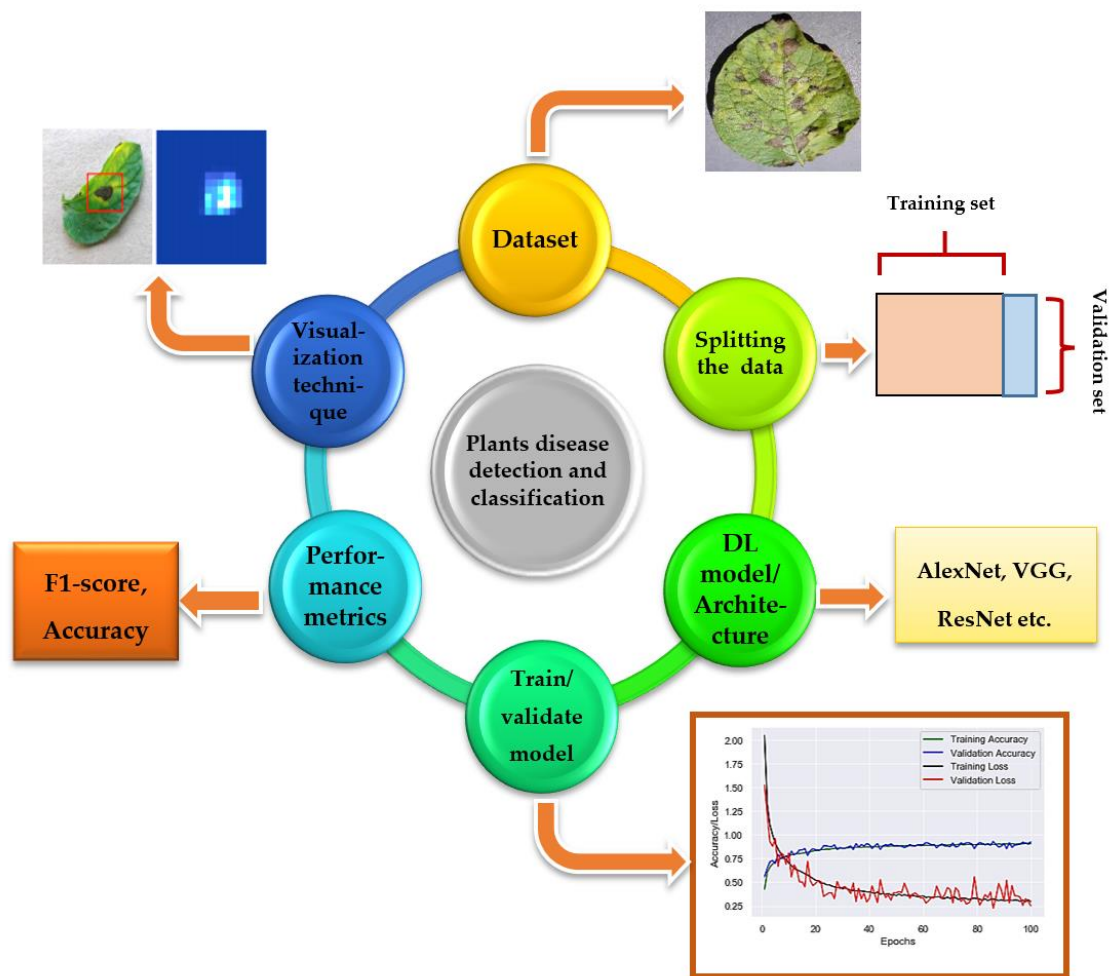 Dataset
Training set
Splitting
the data
Validation set
Visual-
ization
techni-
que
Plants disease
detection and
classification
DL
model/
Archite-
cture
AlexNet, VGG,
ResNet etc.
Perfor-
mance
metrics
F1-score,
Accuracy
Train/
validate
model
Training Accuracy
Validation Accuracy
Training Loss
Validation Loss
Accuracy/Loss
2.00
1.75
1.50
1.25
1.00
0.75
0.50
0.25
0 20 40 60 80 100
Epochs